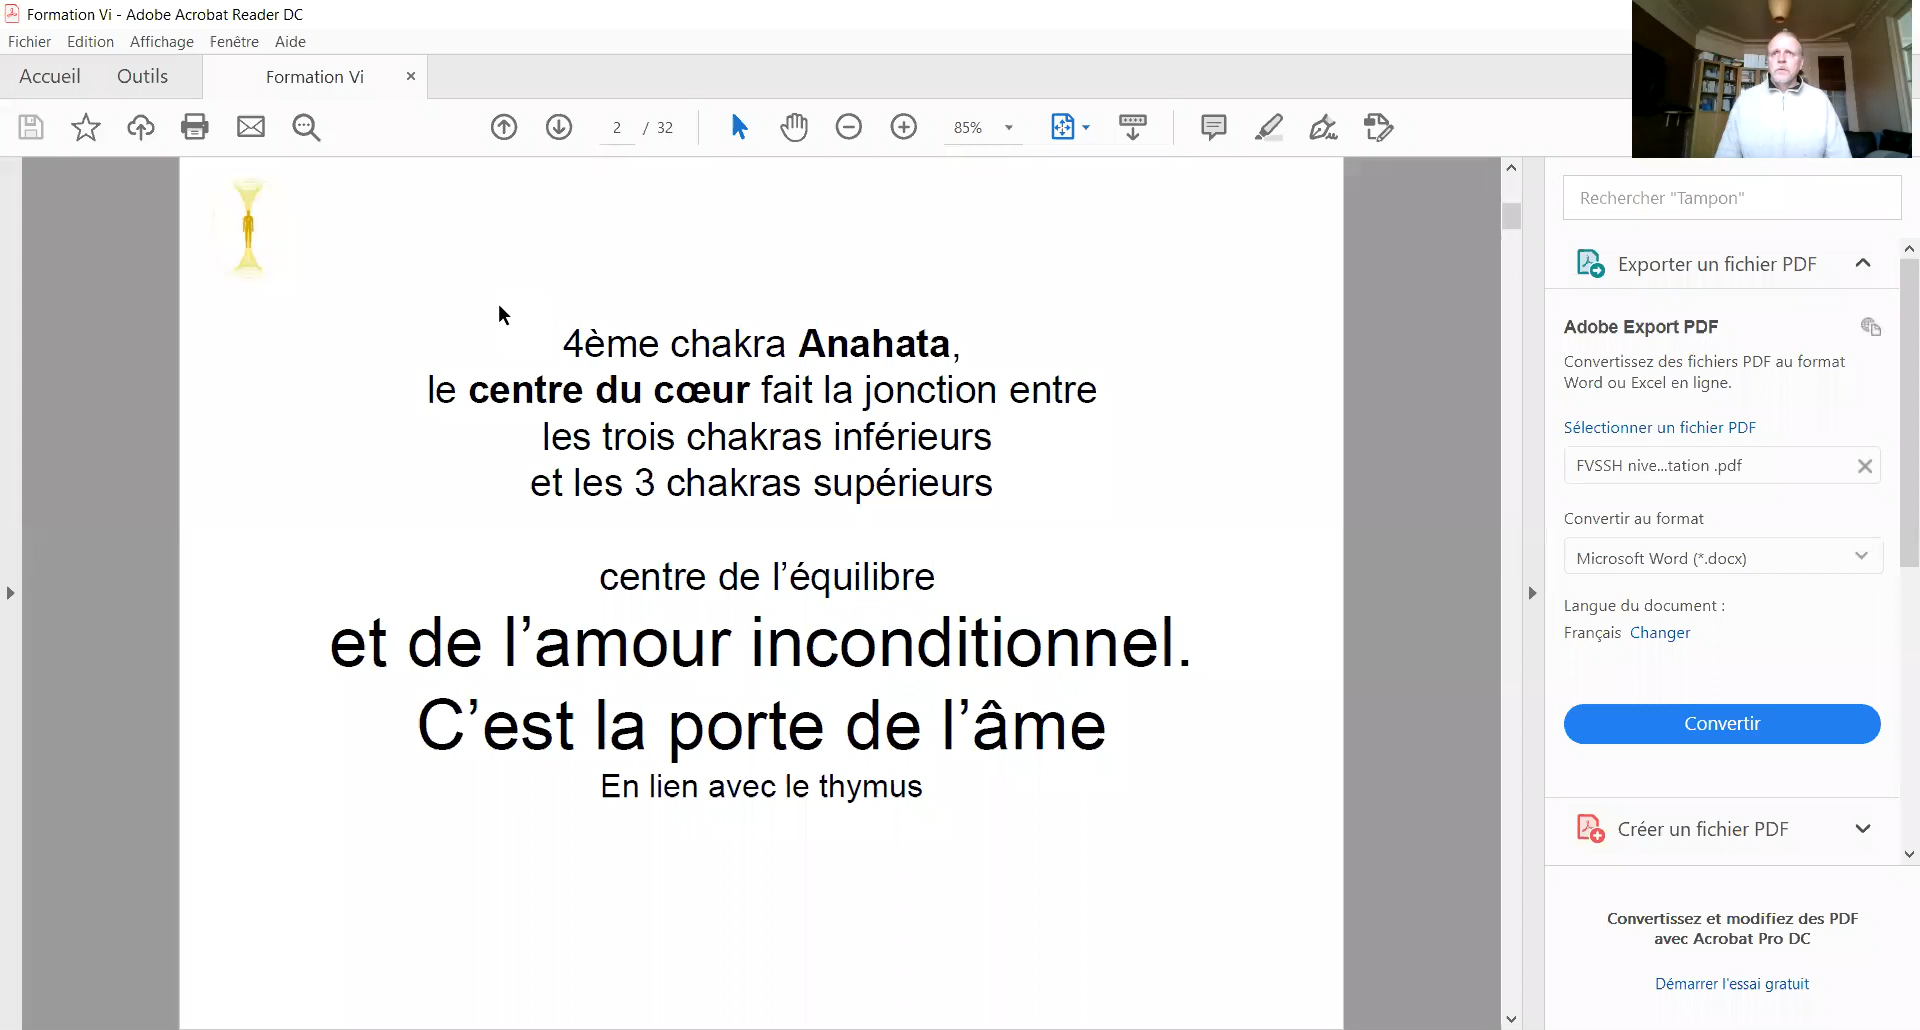 Formation Vi - Adobe Acrobat Reader DC
Fichier Edition Affichage Fenêtre Aide
Accueil Outils Formation Vi ×
2 / 32 85%
4ème chakra Anahata,
le centre du cœur fait la jonction entre
les trois chakras inférieurs
et les 3 chakras supérieurs
centre de l’équilibre
et de l’amour inconditionnel.
C’est la porte de l’âme
En lien avec le thymus
Rechercher "Tampon"
Exporter un fichier PDF
Adobe Export PDF
Convertissez des fichiers PDF au format
Word ou Excel en ligne.
Sélectionner un fichier PDF
FVSSH nive...tation .pdf
Convertir au format
Microsoft Word (*.docx)
Langue du document :
Français Changer
Convertir
Créer un fichier PDF
Convertissez et modifiez des PDF
avec Acrobat Pro DC
Démarrer l'essai gratuit